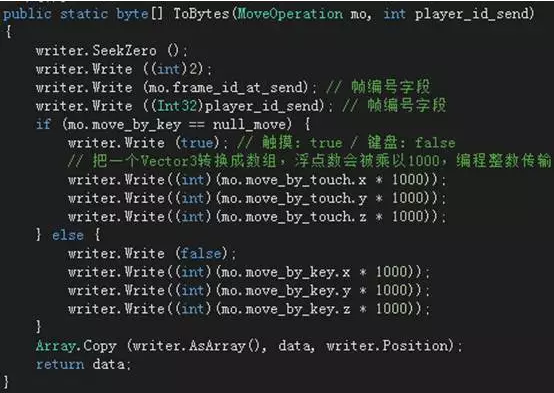 public static byte[] ToBytes(MoveOperation mo, int player_id_send)
{
    writer.SeekZero ();
    writer.Write ((int)2);
    writer.Write (mo.frame_id_at_send); // 帧编号字段
    writer.Write ((Int32)player_id_send); // 帧编号字段
    if (mo.move_by_key == null_move) {
        writer.Write (true); // 触摸: true / 键盘: false
        // 把一个Vector3转换成数组, 浮点数会被乘以1000, 编程整数传输
        writer.Write((int)(mo.move_by_touch.x * 1000));
        writer.Write((int)(mo.move_by_touch.y * 1000));
        writer.Write((int)(mo.move_by_touch.z * 1000));
    } else {
        writer.Write (false);
        writer.Write((int)(mo.move_by_key.x * 1000));
        writer.Write((int)(mo.move_by_key.y * 1000));
        writer.Write((int)(mo.move_by_key.z * 1000));
    }
    Array.Copy (writer.AsArray(), data, writer.Position);
    return data;
}